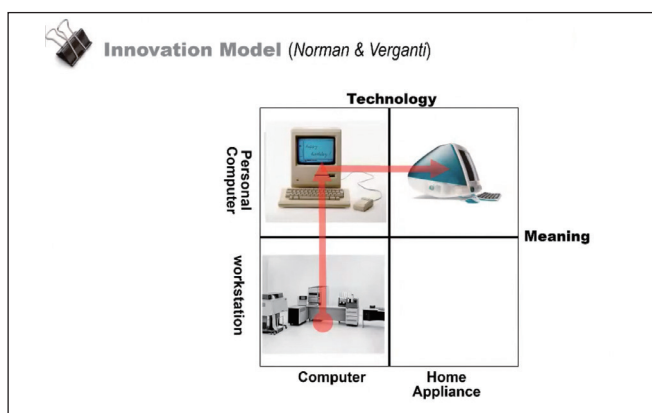 Innovation Model (Norman & Verganti)
Technology
Personal
Computer
Meaning
workstation
Computer
Home
Appliance